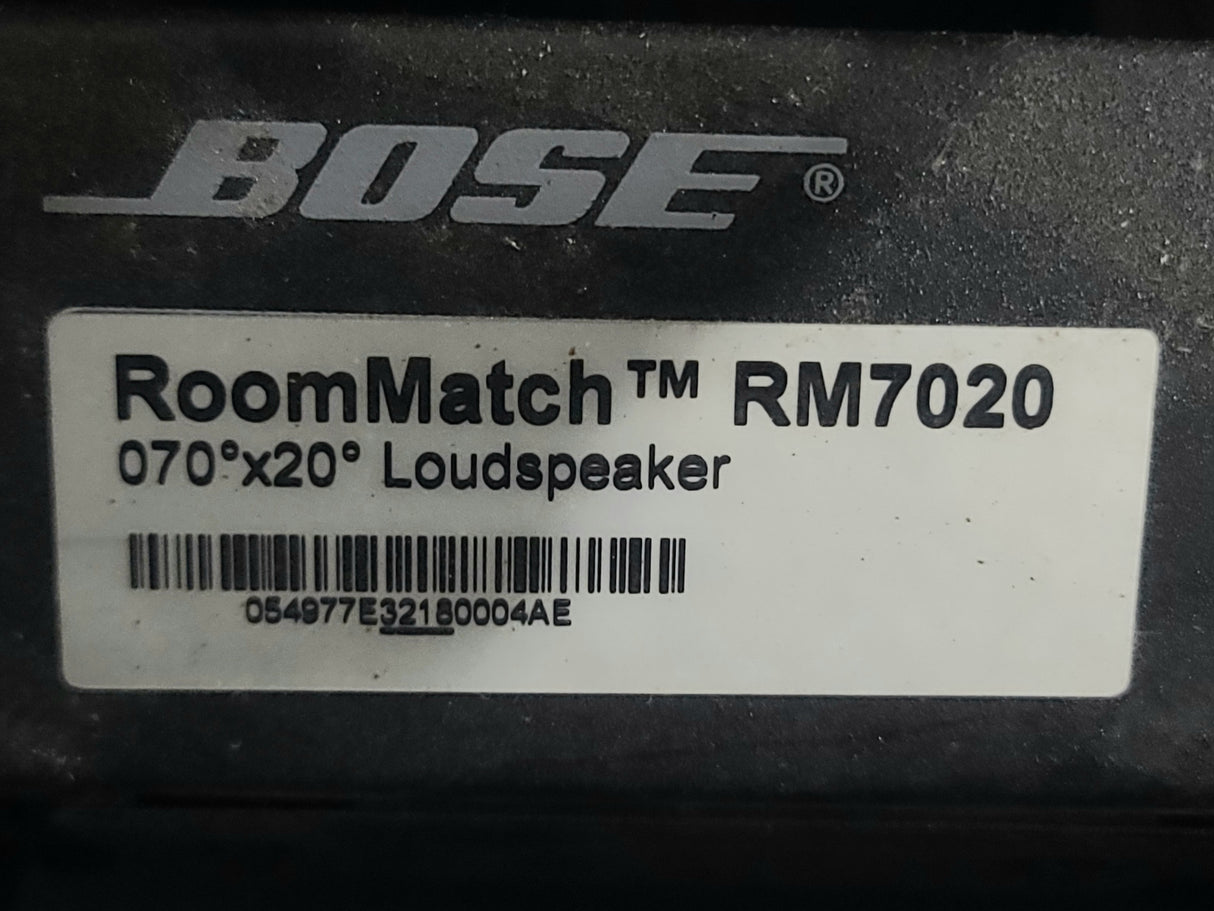 BOSE®
RoomMatch™ RM7020
070°x20° Loudspeaker
054977E32180004AE